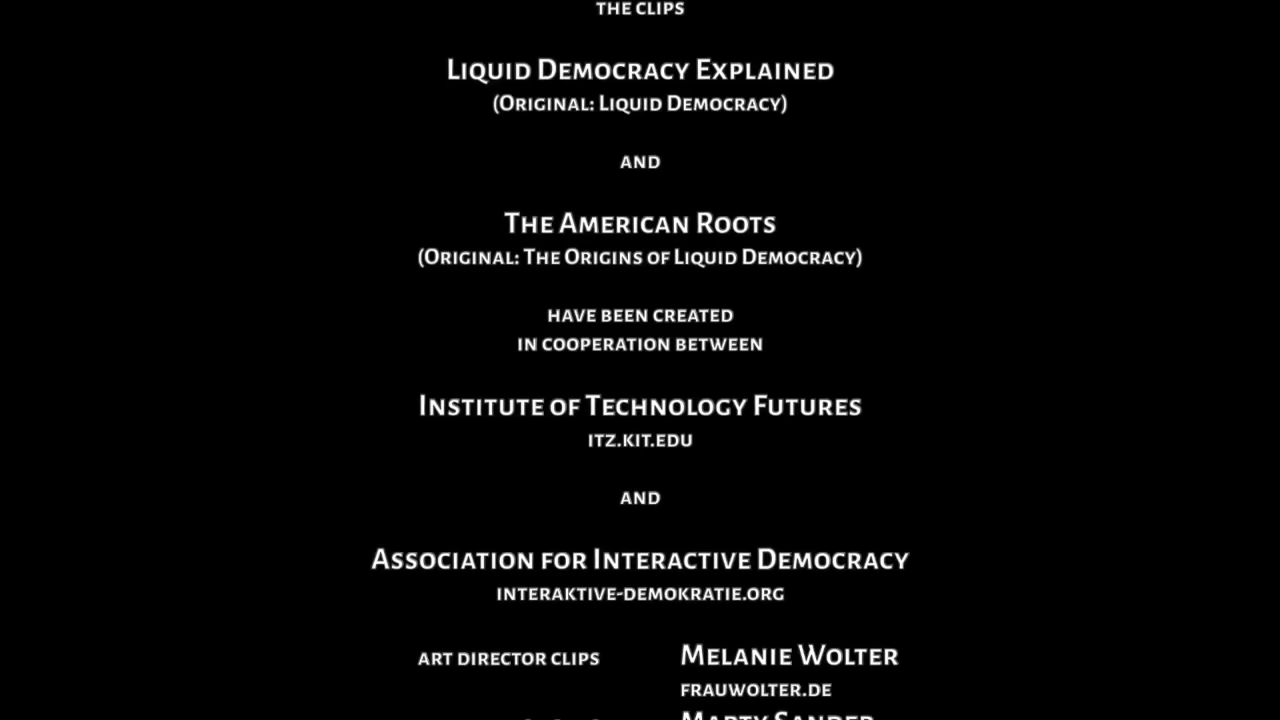 THE CLIPS
LIQUID DEMOCRACY EXPLAINED
(ORIGINAL: LIQUID DEMOCRACY)
AND
THE AMERICAN ROOTS
(ORIGINAL: THE ORIGINS OF LIQUID DEMOCRACY)
HAVE BEEN CREATED
IN COOPERATION BETWEEN
INSTITUTE OF TECHNOLOGY FUTURES
ITZ.KIT.EDU
AND
ASSOCIATION FOR INTERACTIVE DEMOCRACY
INTERAKTIVE-DEMOKRATIE.ORG
ART DIRECTOR CLIPS MELANIE WOLTER
FRAUWOLTER.DE
MARTY SANDER